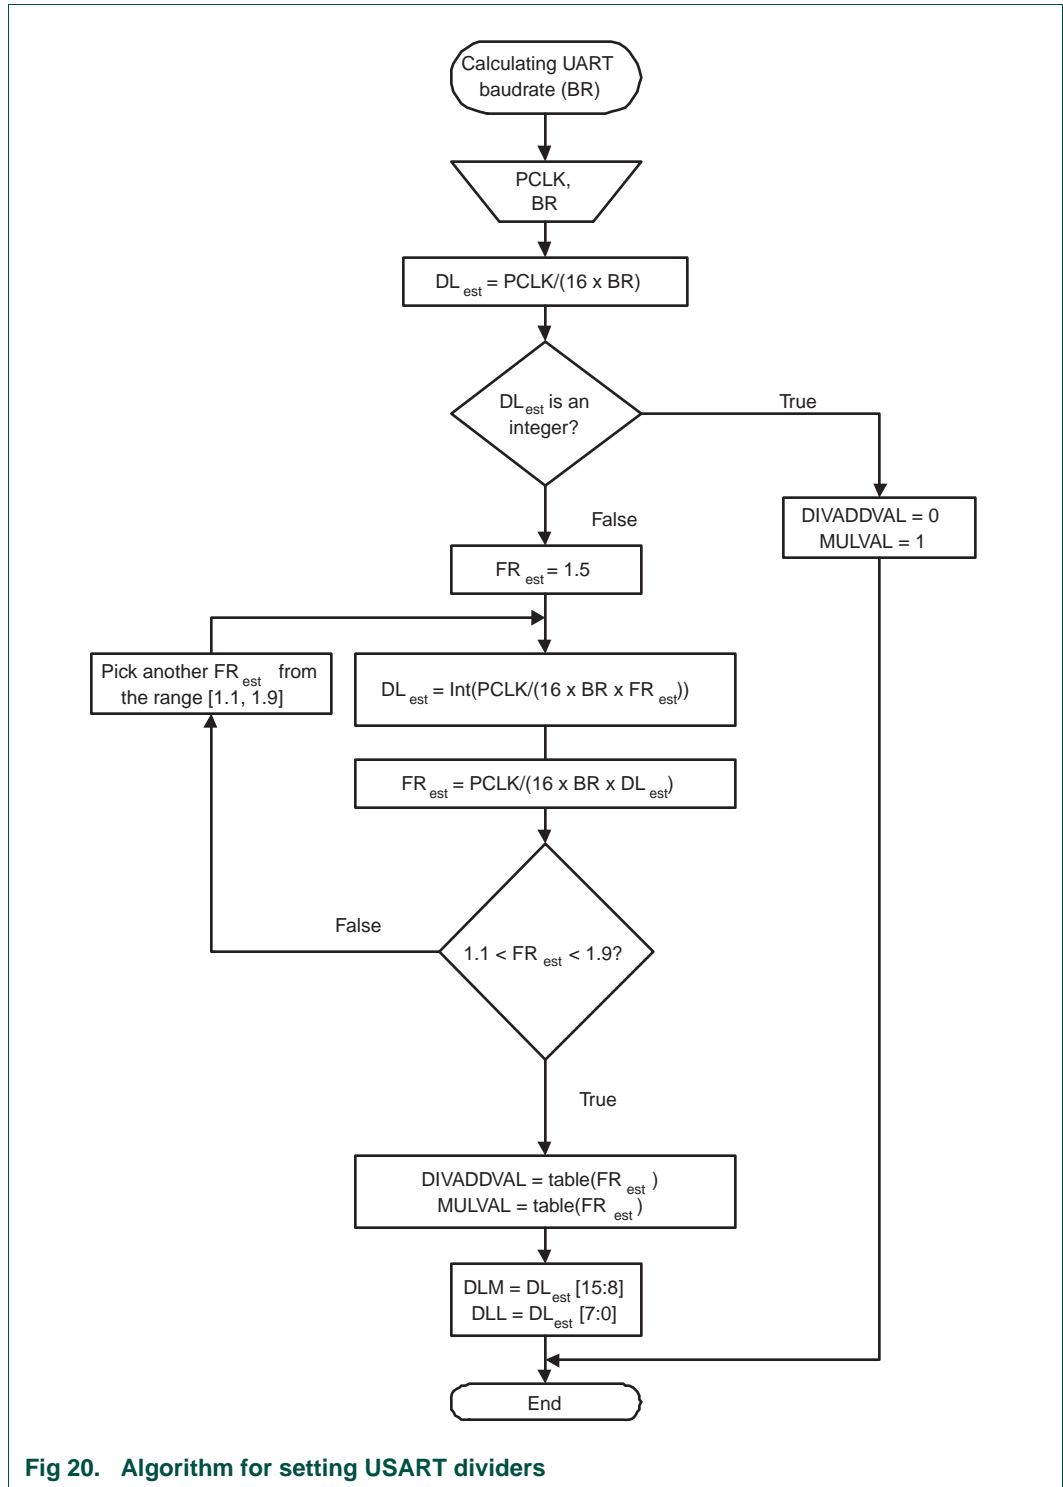 Calculating UART
baudrate (BR)
PCLK,
BR
DL est = PCLK/(16 x BR)
DL est is an
integer?
True
False
DIVADDVAL = 0
MULVAL = 1
FR est = 1.5
Pick another FR est from
the range [1.1, 1.9]
DL est = Int(PCLK/(16 x BR x FR est))
FR est = PCLK/(16 x BR x DL est)
False
1.1 < FR est < 1.9?
True
DIVADDVAL = table(FR est )
MULVAL = table(FR est )
DLM = DL est [15:8]
DLL = DL est [7:0]
End
Fig 20. Algorithm for setting USART dividers